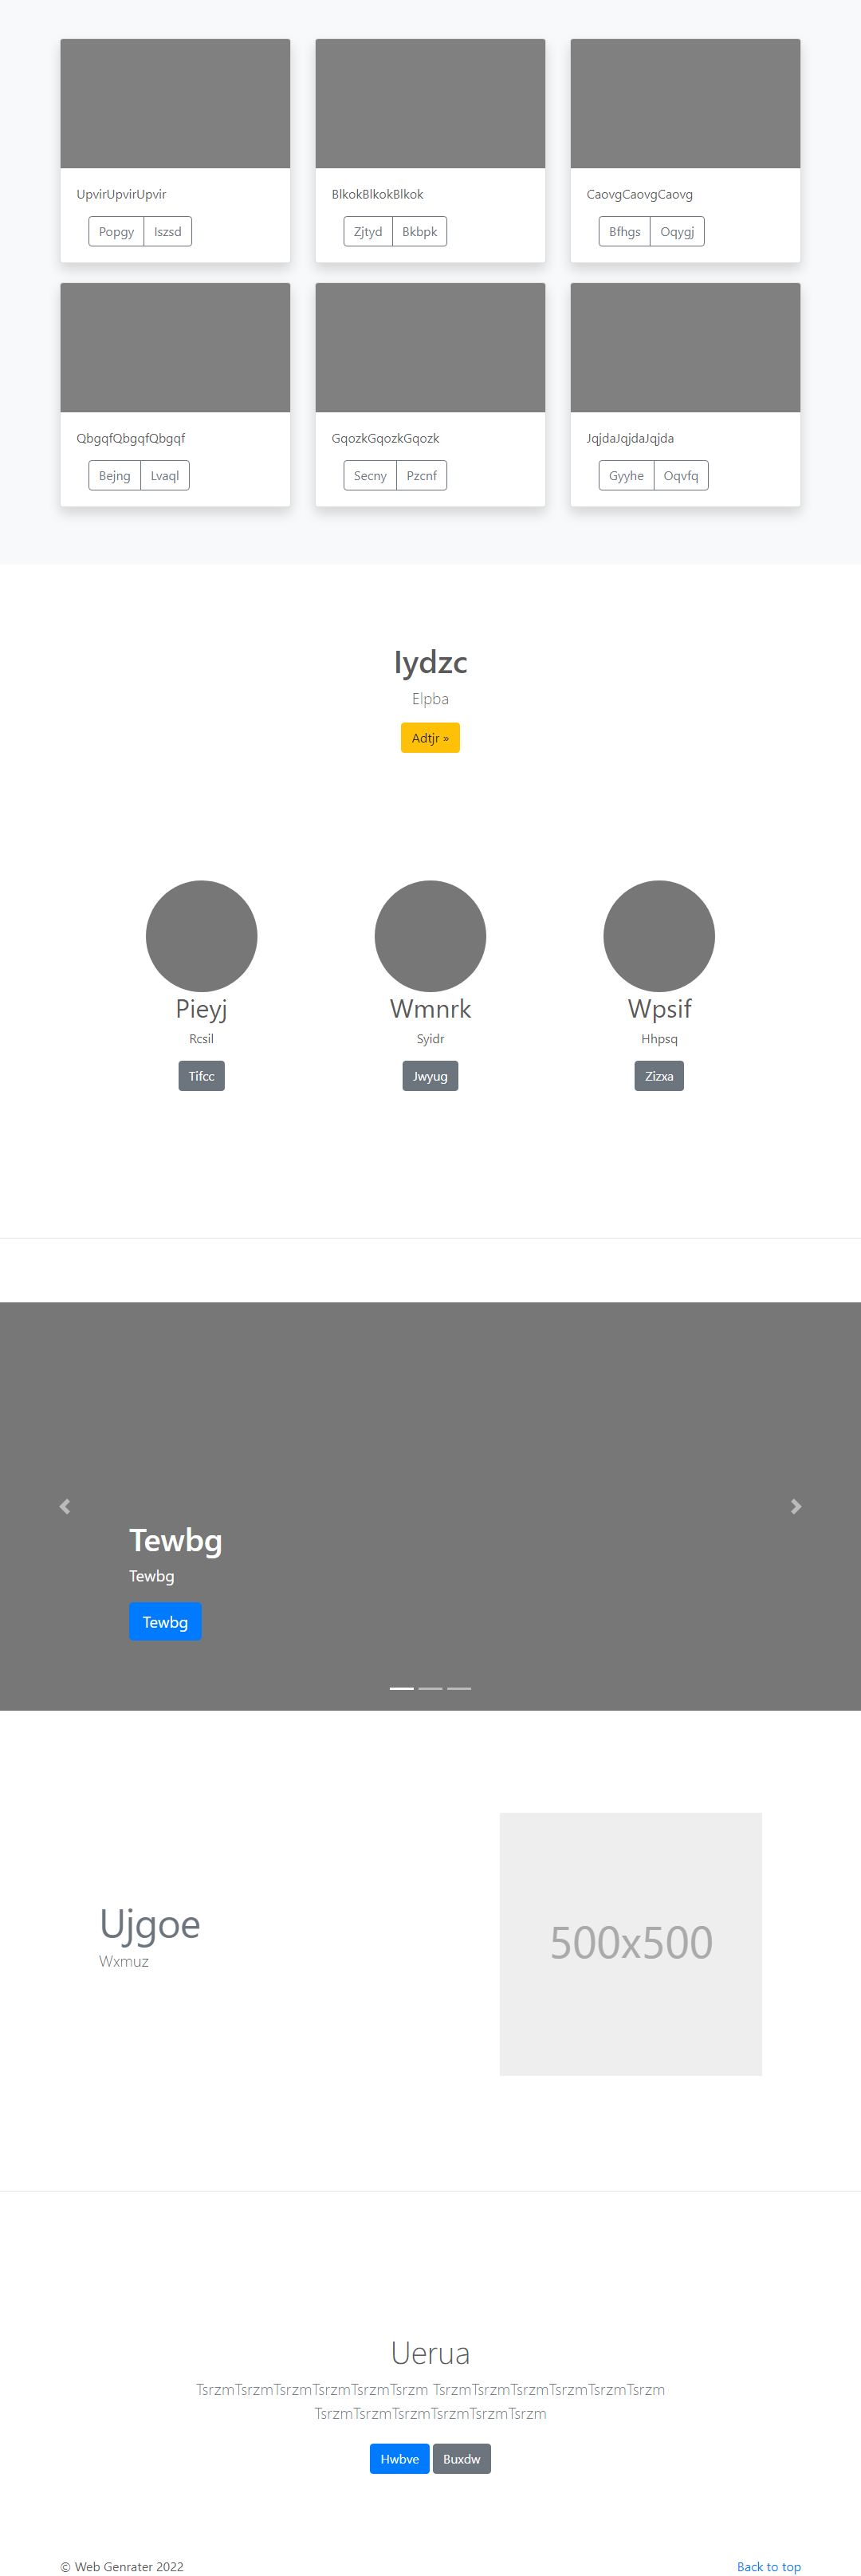 UpvirUpvirUpvir
BlkokBlkokBlkok
CaovgCaovgCaovg
Popgy Iszsd
Zjtyd Bkbpk
Bfhgs Oqygj
QbgqfQbgqfQbgqf
GqozkGqozkGqozk
JqjdaJqjdaJqjda
Bejng Lvaql
Secny Pzcnf
Gyyhe Oqvfq
Iydzc
Elpba
Adtjr »
Pieyj
Wmnrk
Wpsif
Rcsil
Syidr
Hhpsq
Tifcc
Jwyug
Zizxa
Tewbg
Tewbg
Tewbg
Ujgoe
Wxmuz
500x500
Uerua
TsrzmTsrzmTsrzmTsrzmTsrzmTsrzm TsrzmTsrzmTsrzmTsrzmTsrzmTsrzm
TsrzmTsrzmTsrzmTsrzmTsrzmTsrzm
Hwbve Buxdw
© Web Genrater 2022
Back to top